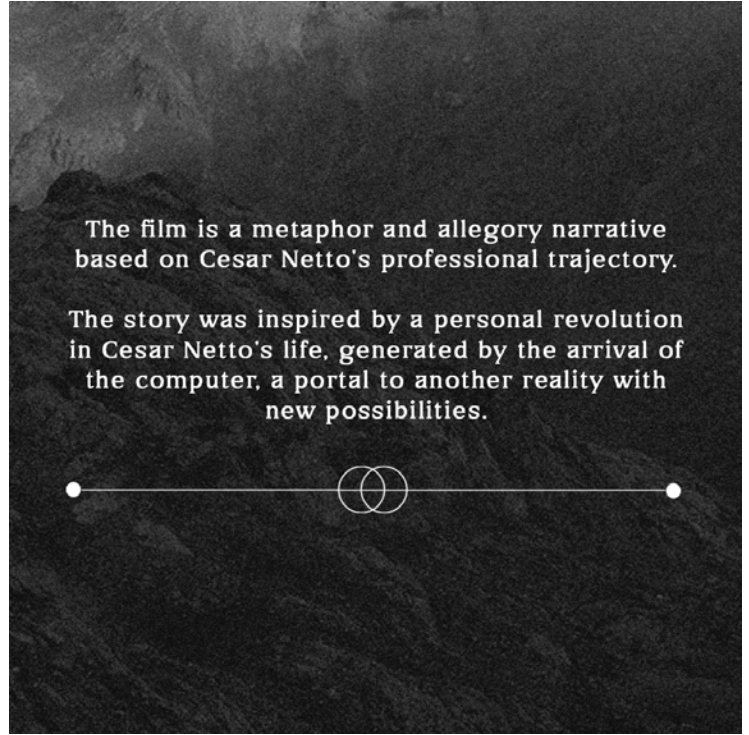 The film is a metaphor and allegory narrative
based on Cesar Netto's professional trajectory.
The story was inspired by a personal revolution
in Cesar Netto's life, generated by the arrival of
the computer, a portal to another reality with
new possibilities.